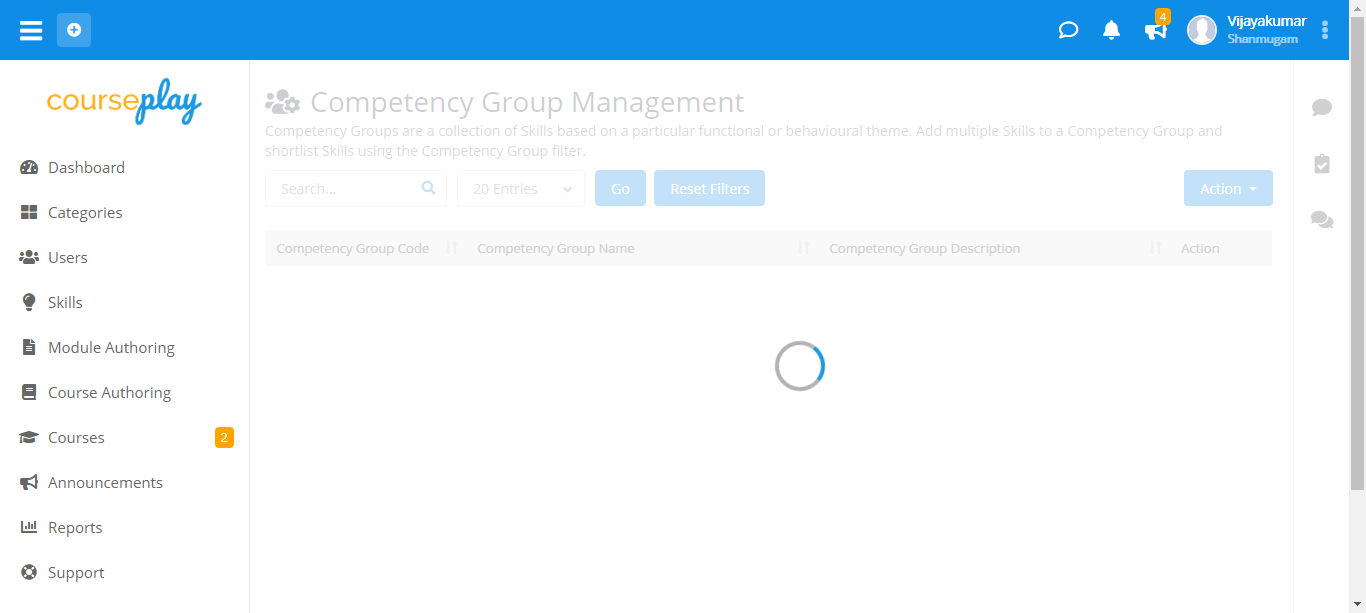 4
Vijayakumar
Shanmugam
courseplay
Dashboard
Categories
Users
Skills
Module Authoring
Course Authoring
Courses
2
Announcements
Reports
Support
Competency Group Management
Competency Groups are a collection of Skills based on a particular functional or behavioural theme. Add multiple Skills to a Competency Group and
shortlist Skills using the Competency Group filter.
Search...
20 Entries
Go
Reset Filters
Action
Competency Group Code
Competency Group Name
Competency Group Description
Action